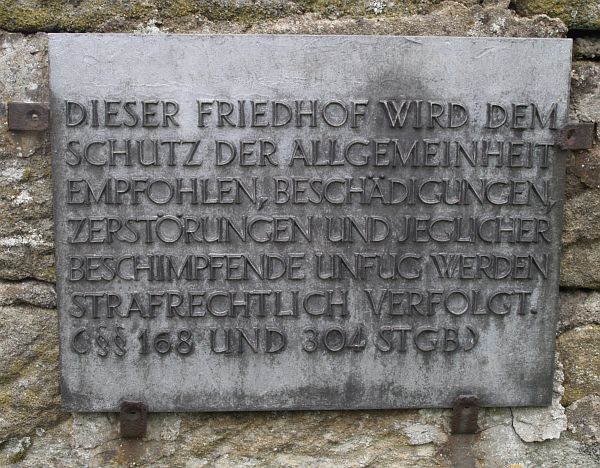 DIESER FRIEDHOF WIRD DEM
SCHUTZ DER ALLGEMEINHEIT
EMPFOHLEN, BESCHÄDIGUNGEN,
ZERSTÖRUNGEN UND JEGLICHER
BESCHIMPFENDE UNFUG WERDEN
STRAFRECHTLICH VERFOLGT.
(§§ 168 UND 304 STGB)